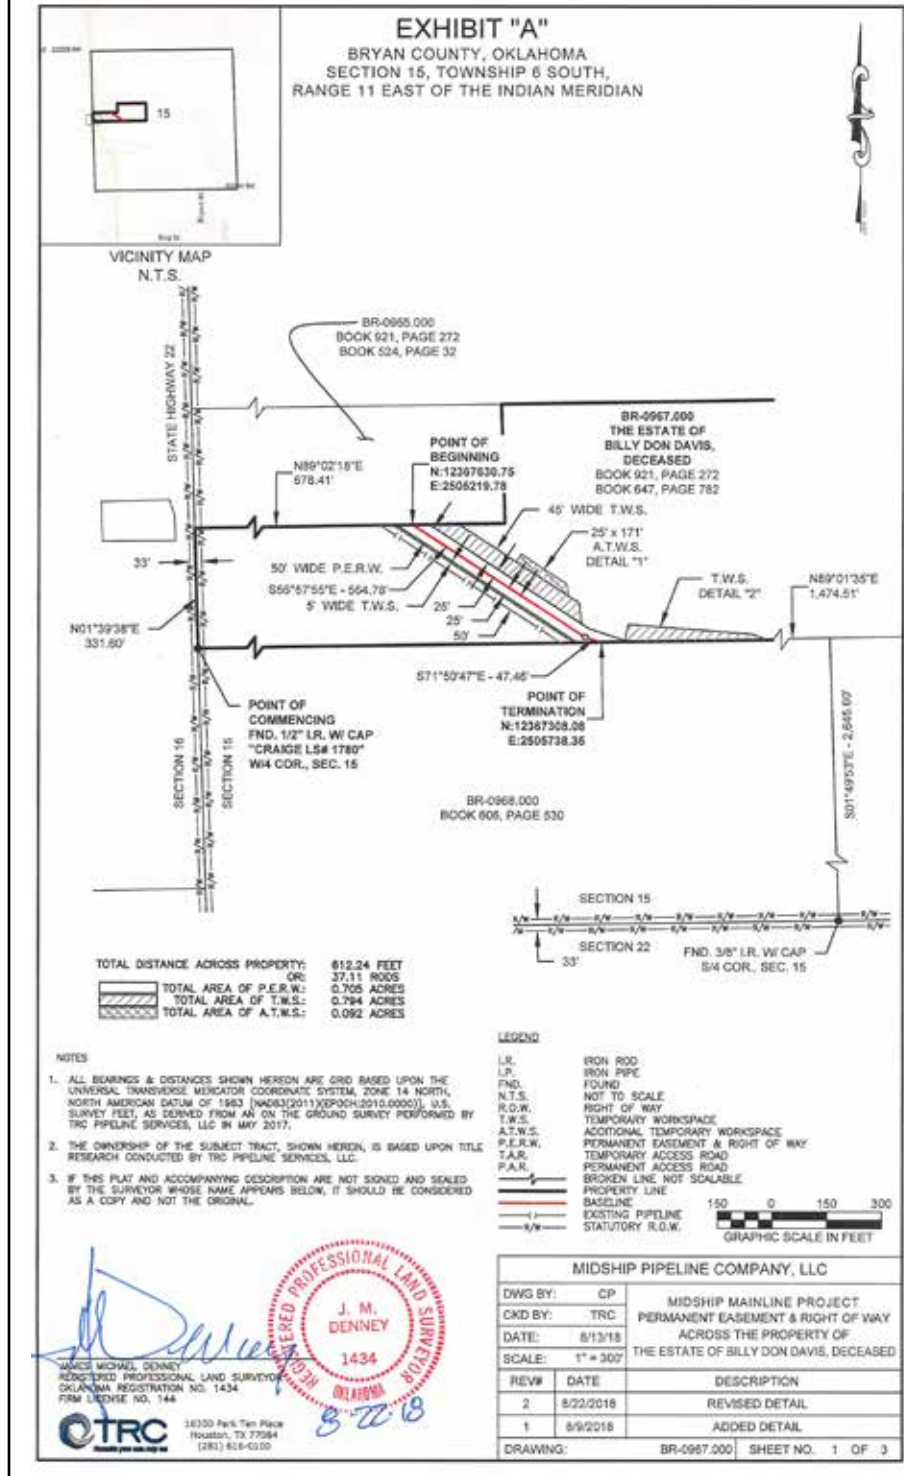 EXHIBIT "A"
BRYAN COUNTY, OKLAHOMA
SECTION 15, TOWNSHIP 6 SOUTH,
RANGE 11 EAST OF THE INDIAN MERIDIAN
15
VICINITY MAP
N.T.S.
STATE HIGHWAY 22
BR-0965.000
BOOK 921, PAGE 272
BOOK 524, PAGE 32
BR-0967.000
THE ESTATE OF
BILLY DON DAVIS,
DECEASED
BOOK 921, PAGE 272
BOOK 647, PAGE 782
POINT OF
BEGINNING
N:12367630.75
E:2505219.78
N89°02'18"E
578.41'
45' WIDE T.W.S.
25' x 171'
A.T.W.S.
DETAIL "1"
33'
50' WIDE P.E.R.W.
S56°57'55"E - 564.78'
5' WIDE T.W.S.
25'
25'
50'
T.W.S.
DETAIL "2"
N89°01'35"E
1,474.51'
N01°39'38"E
331.60'
S71°50'47"E - 47.46'
POINT OF
COMMENCING
FND. 1/2" I.R. W/ CAP
"CRAIGE LS# 1780"
W/4 COR., SEC. 15
POINT OF
TERMINATION
N:12367308.08
E:2505738.36
SECTION 16
SECTION 15
BR-0968.000
BOOK 606, PAGE 530
S01°49'53"E - 2,645.60'
SECTION 15
SECTION 22
33'
FND. 3/8" I.R. W/ CAP
S/4 COR., SEC. 15
TOTAL DISTANCE ACROSS PROPERTY: 612.24 FEET
OR: 37.11 RODS
TOTAL AREA OF P.E.R.W.: 0.705 ACRES
TOTAL AREA OF T.W.S.: 0.794 ACRES
TOTAL AREA OF A.T.W.S.: 0.092 ACRES
NOTES
1. ALL BEARINGS & DISTANCES SHOWN HEREON ARE GRID BASED UPON THE
UNIVERSAL TRANSVERSE MERCATOR COORDINATE SYSTEM, ZONE 14 NORTH,
NORTH AMERICAN DATUM OF 1983 [NAD83(2011)(EPOCH:2010.0000)], U.S.
SURVEY FEET, AS DERIVED FROM AN ON THE GROUND SURVEY PERFORMED BY
TRC PIPELINE SERVICES, LLC IN MAY 2017.
2. THE OWNERSHIP OF THE SUBJECT TRACT, SHOWN HEREIN, IS BASED UPON TITLE
RESEARCH CONDUCTED BY TRC PIPELINE SERVICES, LLC.
3. IF THIS PLAT AND ACCOMPANYING DESCRIPTION ARE NOT SIGNED AND SEALED
BY THE SURVEYOR WHOSE NAME APPEARS BELOW, IT SHOULD BE CONSIDERED
AS A COPY AND NOT THE ORIGINAL.
LEGEND
I.R. IRON ROD
I.P. IRON PIPE
FND. FOUND
N.T.S. NOT TO SCALE
R.O.W. RIGHT OF WAY
T.W.S. TEMPORARY WORKSPACE
A.T.W.S. ADDITIONAL TEMPORARY WORKSPACE
P.E.R.W. PERMANENT EASEMENT & RIGHT OF WAY
T.A.R. TEMPORARY ACCESS ROAD
P.A.R. PERMANENT ACCESS ROAD
BROKEN LINE NOT SCALABLE
PROPERTY LINE
BASELINE
EXISTING PIPELINE
R/W STATUTORY R.O.W.
150 0 150 300
GRAPHIC SCALE IN FEET
REGISTERED PROFESSIONAL LAND SURVEYOR
J. M.
DENNEY
1434
OKLAHOMA
8-22-18
JAMES MICHAEL DENNEY
REGISTERED PROFESSIONAL LAND SURVEYOR
OKLAHOMA REGISTRATION NO. 1434
FIRM LICENSE NO. 144
TRC
Results you can rely on
16300 Park Ten Place
Houston, TX 77084
(281) 616-0100
MIDSHIP PIPELINE COMPANY, LLC
DWG BY: CP
CKD BY: TRC
DATE: 8/13/18
SCALE: 1" = 300'
MIDSHIP MAINLINE PROJECT
PERMANENT EASEMENT & RIGHT OF WAY
ACROSS THE PROPERTY OF
THE ESTATE OF BILLY DON DAVIS, DECEASED
REV# DATE DESCRIPTION
2 8/22/2018 REVISED DETAIL
1 8/9/2018 ADDED DETAIL
DRAWING: BR-0967.000 SHEET NO. 1 OF 3